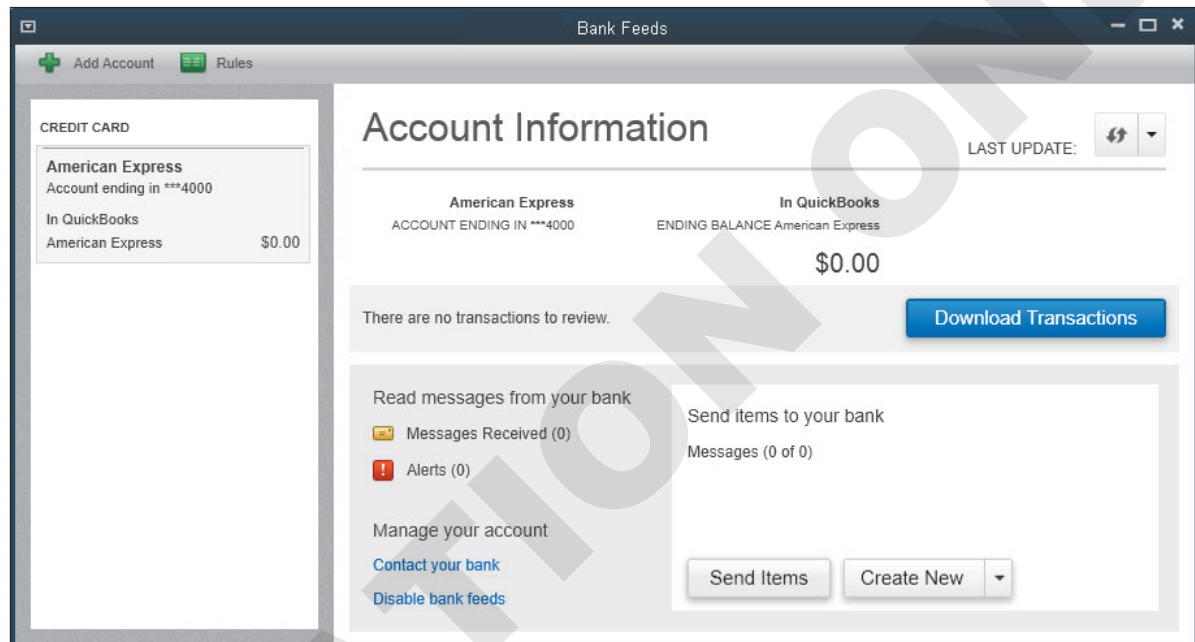 Bank Feeds
Add Account Rules
CREDIT CARD
American Express
Account ending in ***4000
In QuickBooks
American Express $0.00
Account Information
LAST UPDATE:
American Express
ACCOUNT ENDING IN ***4000
In QuickBooks
ENDING BALANCE American Express
$0.00
There are no transactions to review.
Download Transactions
Read messages from your bank
Messages Received (0)
Alerts (0)
Manage your account
Contact your bank
Disable bank feeds
Send items to your bank
Messages (0 of 0)
Send Items Create New
TION ON